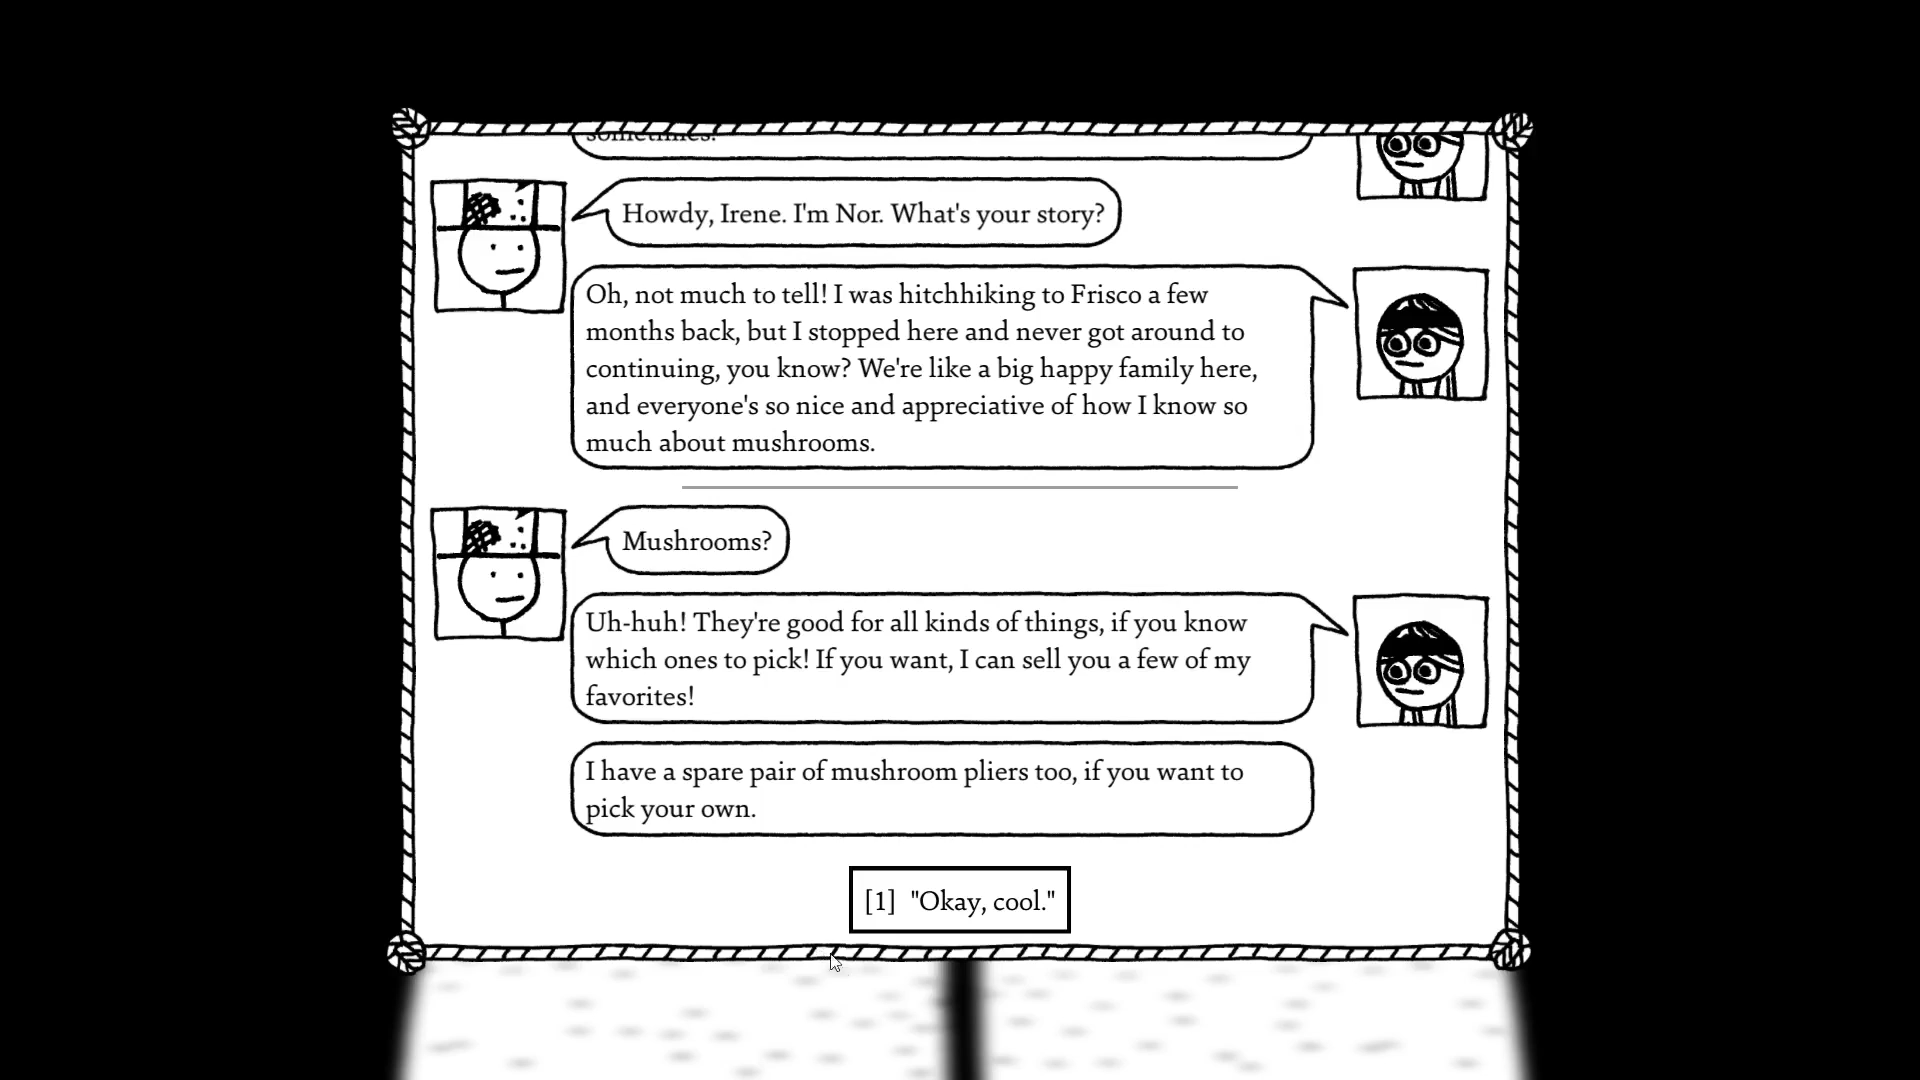 sometimes!
Howdy, Irene. I'm Nor. What's your story?
Oh, not much to tell! I was hitchhiking to Frisco a few
months back, but I stopped here and never got around to
continuing, you know? We're like a big happy family here,
and everyone's so nice and appreciative of how I know so
much about mushrooms.
Mushrooms?
Uh-huh! They're good for all kinds of things, if you know
which ones to pick! If you want, I can sell you a few of my
favorites!
I have a spare pair of mushroom pliers too, if you want to
pick your own.
[1] "Okay, cool."